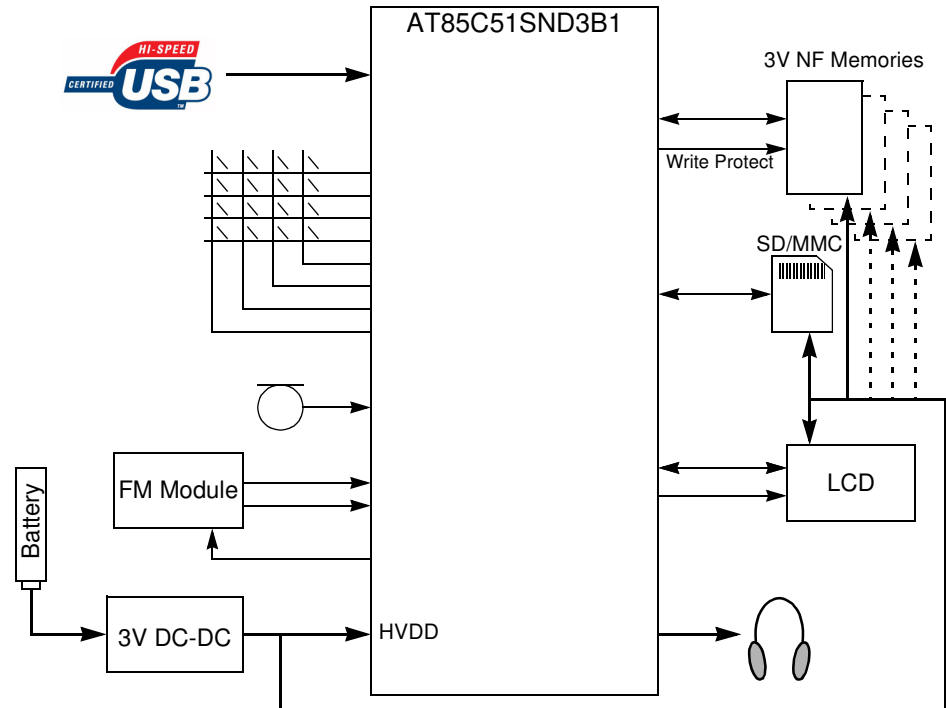 AT85C51SND3B1
HI-SPEED
CERTIFIED
USB
TM
3V NF Memories
Write Protect
SD/MMC
FM Module
LCD
Battery
3V DC-DC
HVDD